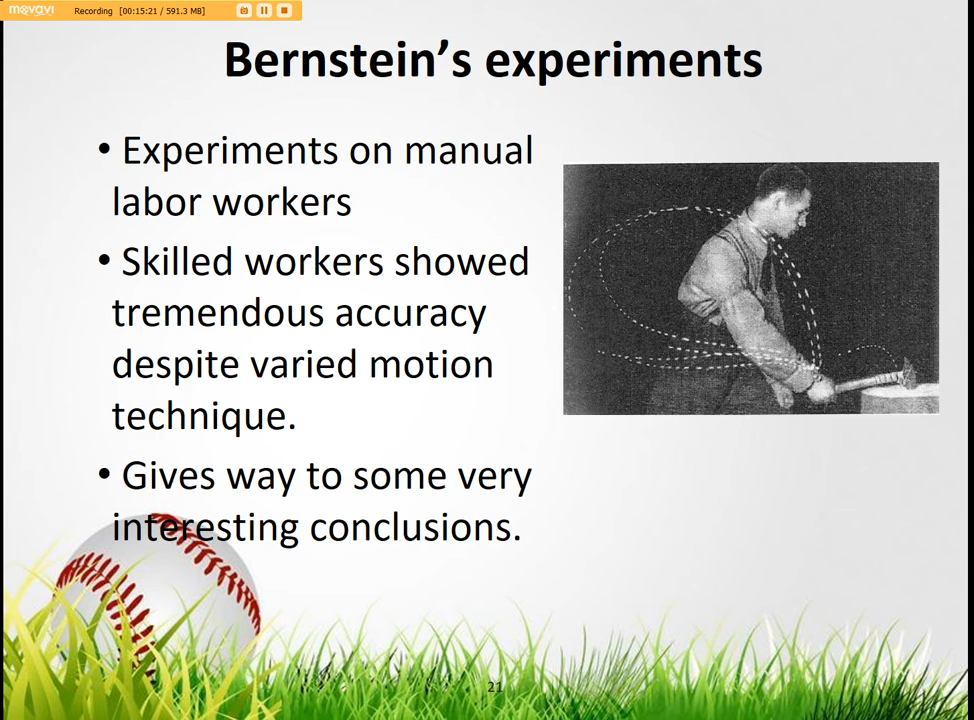 movavi Recording [00:15:21 / 591.3 MB]
Bernstein’s experiments
• Experiments on manual
labor workers
• Skilled workers showed
tremendous accuracy
despite varied motion
technique.
• Gives way to some very
interesting conclusions.
21